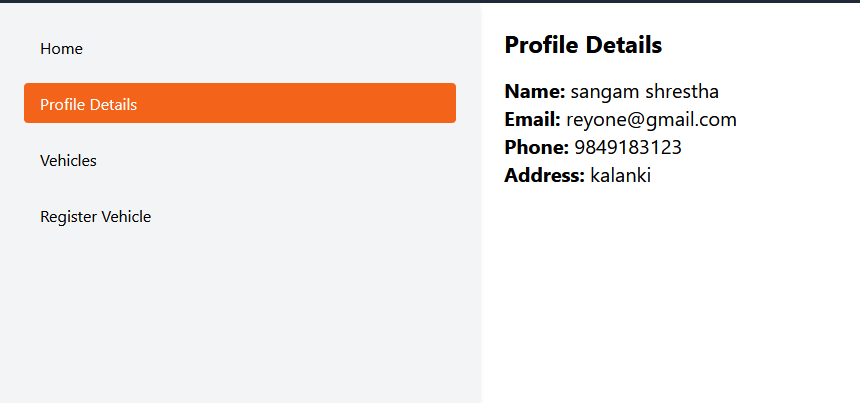 Home
Profile Details
Vehicles
Register Vehicle
Profile Details
Name: sangam shrestha
Email: reyone@gmail.com
Phone: 9849183123
Address: kalanki